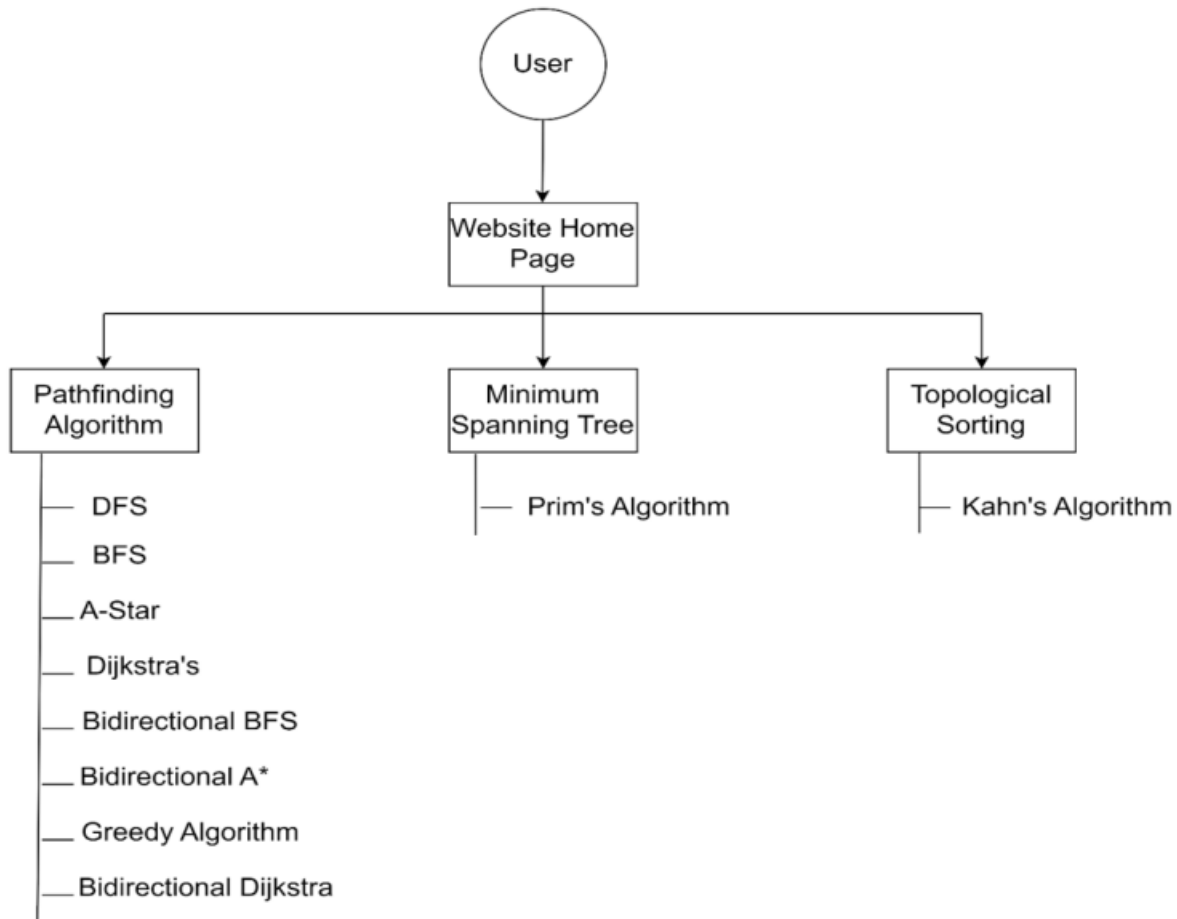 User
Website Home
Page
Pathfinding
Algorithm
DFS
BFS
A-Star
Dijkstra's
Bidirectional BFS
Bidirectional A*
Greedy Algorithm
Bidirectional Dijkstra
Minimum
Spanning Tree
Prim's Algorithm
Topological
Sorting
Kahn's Algorithm